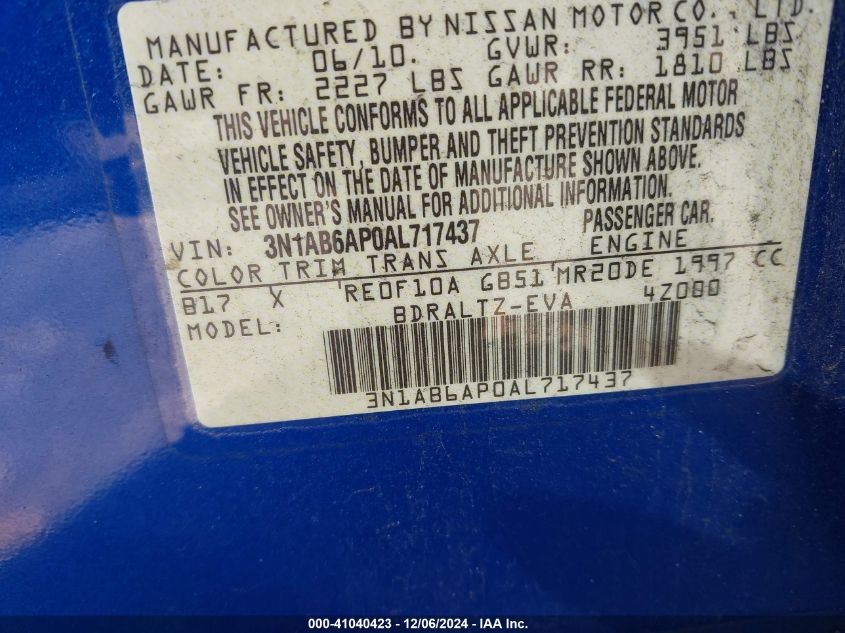 MANUFACTURED BY NISSAN MOTOR CO., LTD.
DATE: 06/10. GVWR: 3951 LBS
GAWR FR: 2227 LBS GAWR RR: 1810 LBS
THIS VEHICLE CONFORMS TO ALL APPLICABLE FEDERAL MOTOR
VEHICLE SAFETY, BUMPER AND THEFT PREVENTION STANDARDS
IN EFFECT ON THE DATE OF MANUFACTURE SHOWN ABOVE.
SEE OWNER'S MANUAL FOR ADDITIONAL INFORMATION.
VIN: 3N1AB6AP0AL717437 PASSENGER CAR.
COLOR TRIM TRANS AXLE ENGINE
B17 X RE0F10A GB51 MR20DE 1997 CC
MODEL: BDRALTZ-EVA 4Z000
3N1AB6AP0AL717437
000-41040423 - 12/06/2024 - IAA Inc.